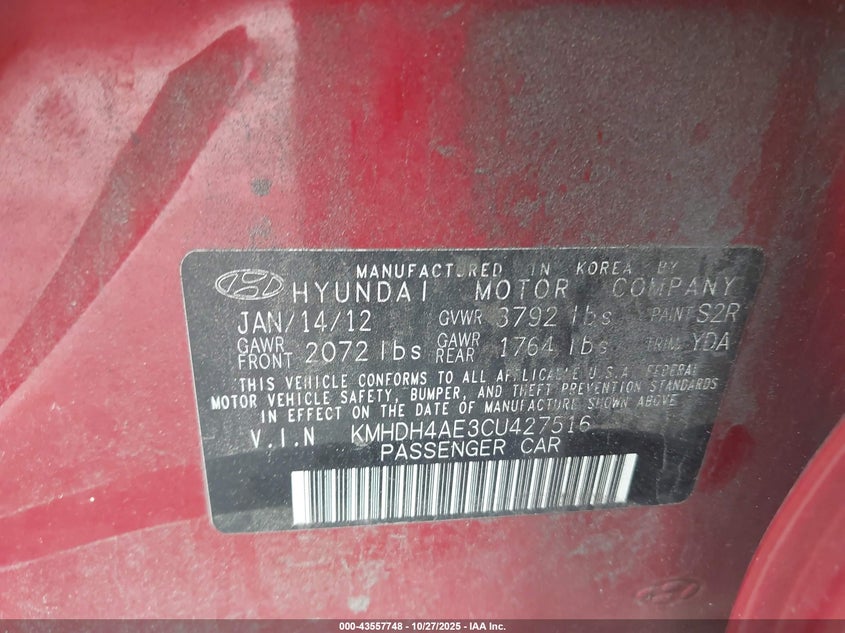 MANUFACTURED IN KOREA BY
HYUNDAI MOTOR COMPANY
JAN/14/12 GVWR 3792 lbs PAINT S2R
GAWR FRONT 2072 lbs GAWR REAR 1764 lbs TRIM YDA
THIS VEHICLE CONFORMS TO ALL APPLICABLE U.S.A. FEDERAL
MOTOR VEHICLE SAFETY, BUMPER, AND THEFT PREVENTION STANDARDS
IN EFFECT ON THE DATE OF MANUFACTURE SHOWN ABOVE
V.I.N KMHDH4AE3CU427516
PASSENGER CAR
000-43557748 - 10/27/2025 - IAA Inc.